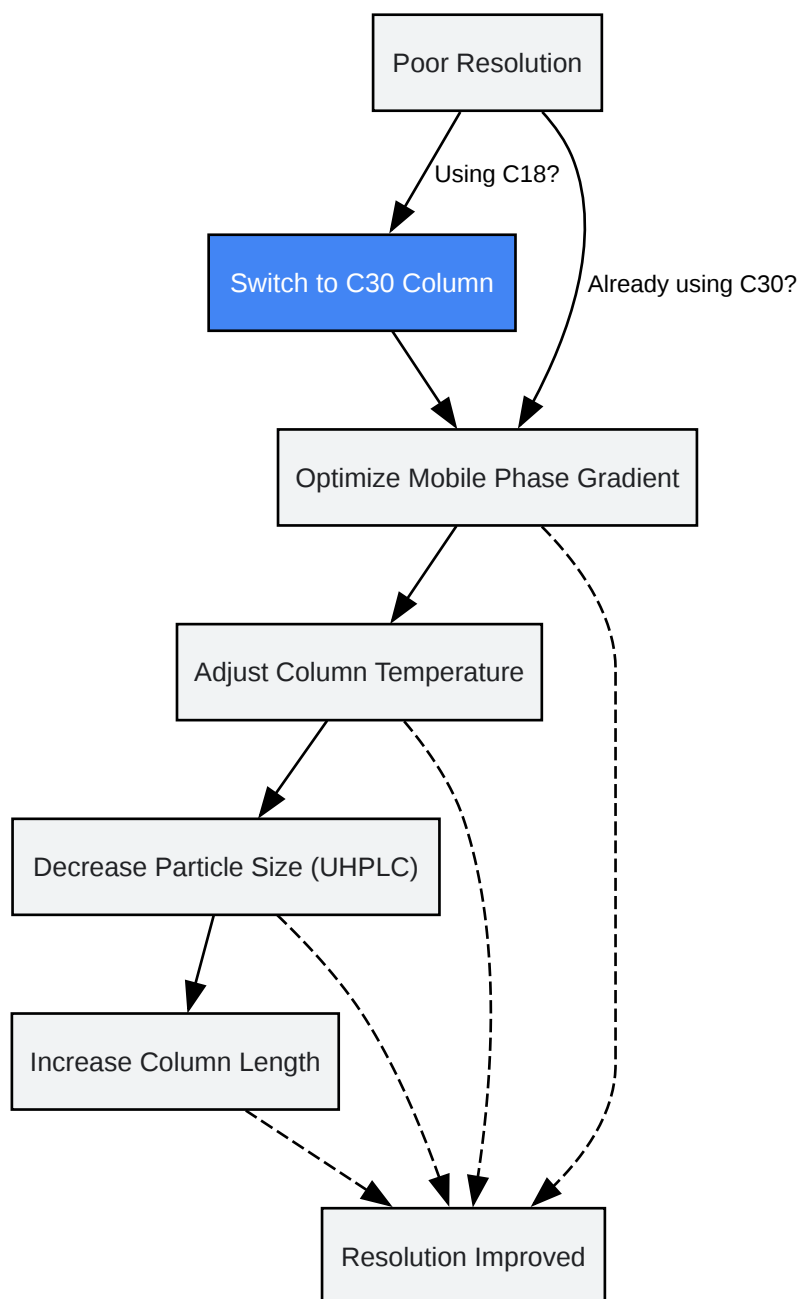 Poor Resolution
Using C18?
Switch to C30 Column
Already using C30?
Optimize Mobile Phase Gradient
Adjust Column Temperature
Decrease Particle Size (UHPLC)
Increase Column Length
Resolution Improved